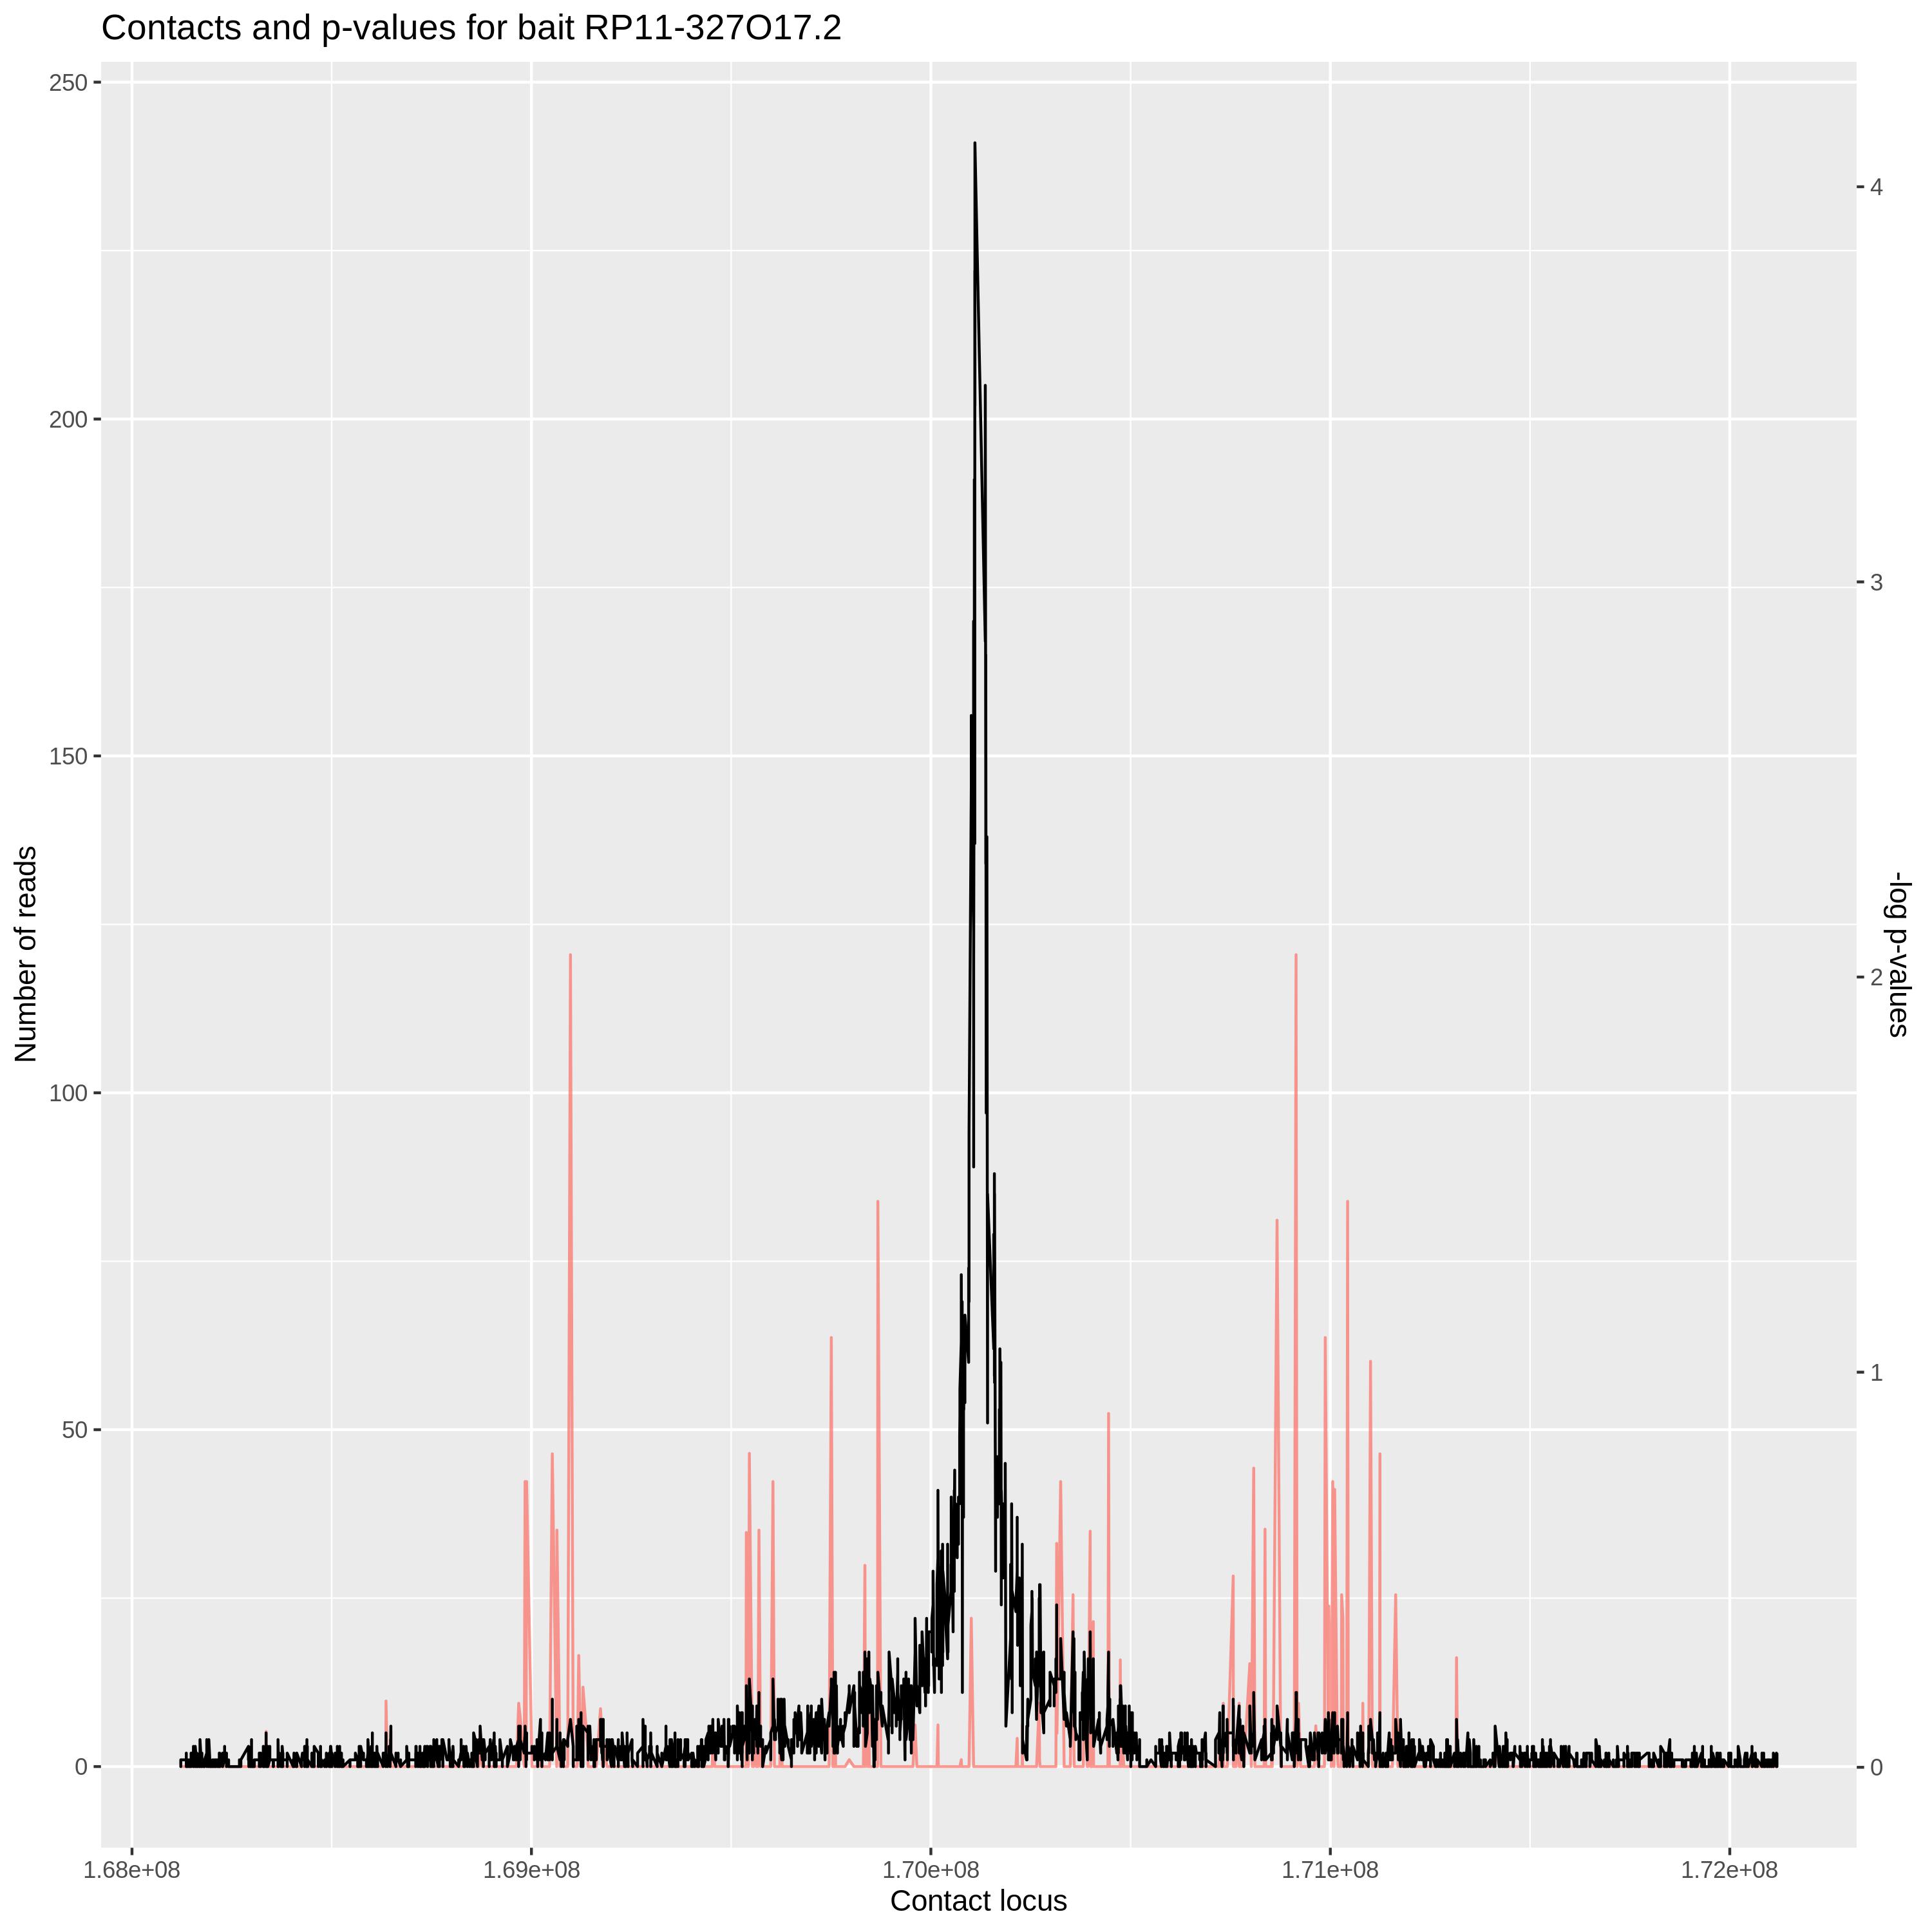 Contacts and p-values for bait RP11-327O17.2
250
200
150
100
50
0
Number of reads
4
3
2
1
0
-log p-values
1.68e+08
1.69e+08
1.70e+08
1.71e+08
1.72e+08
Contact locus